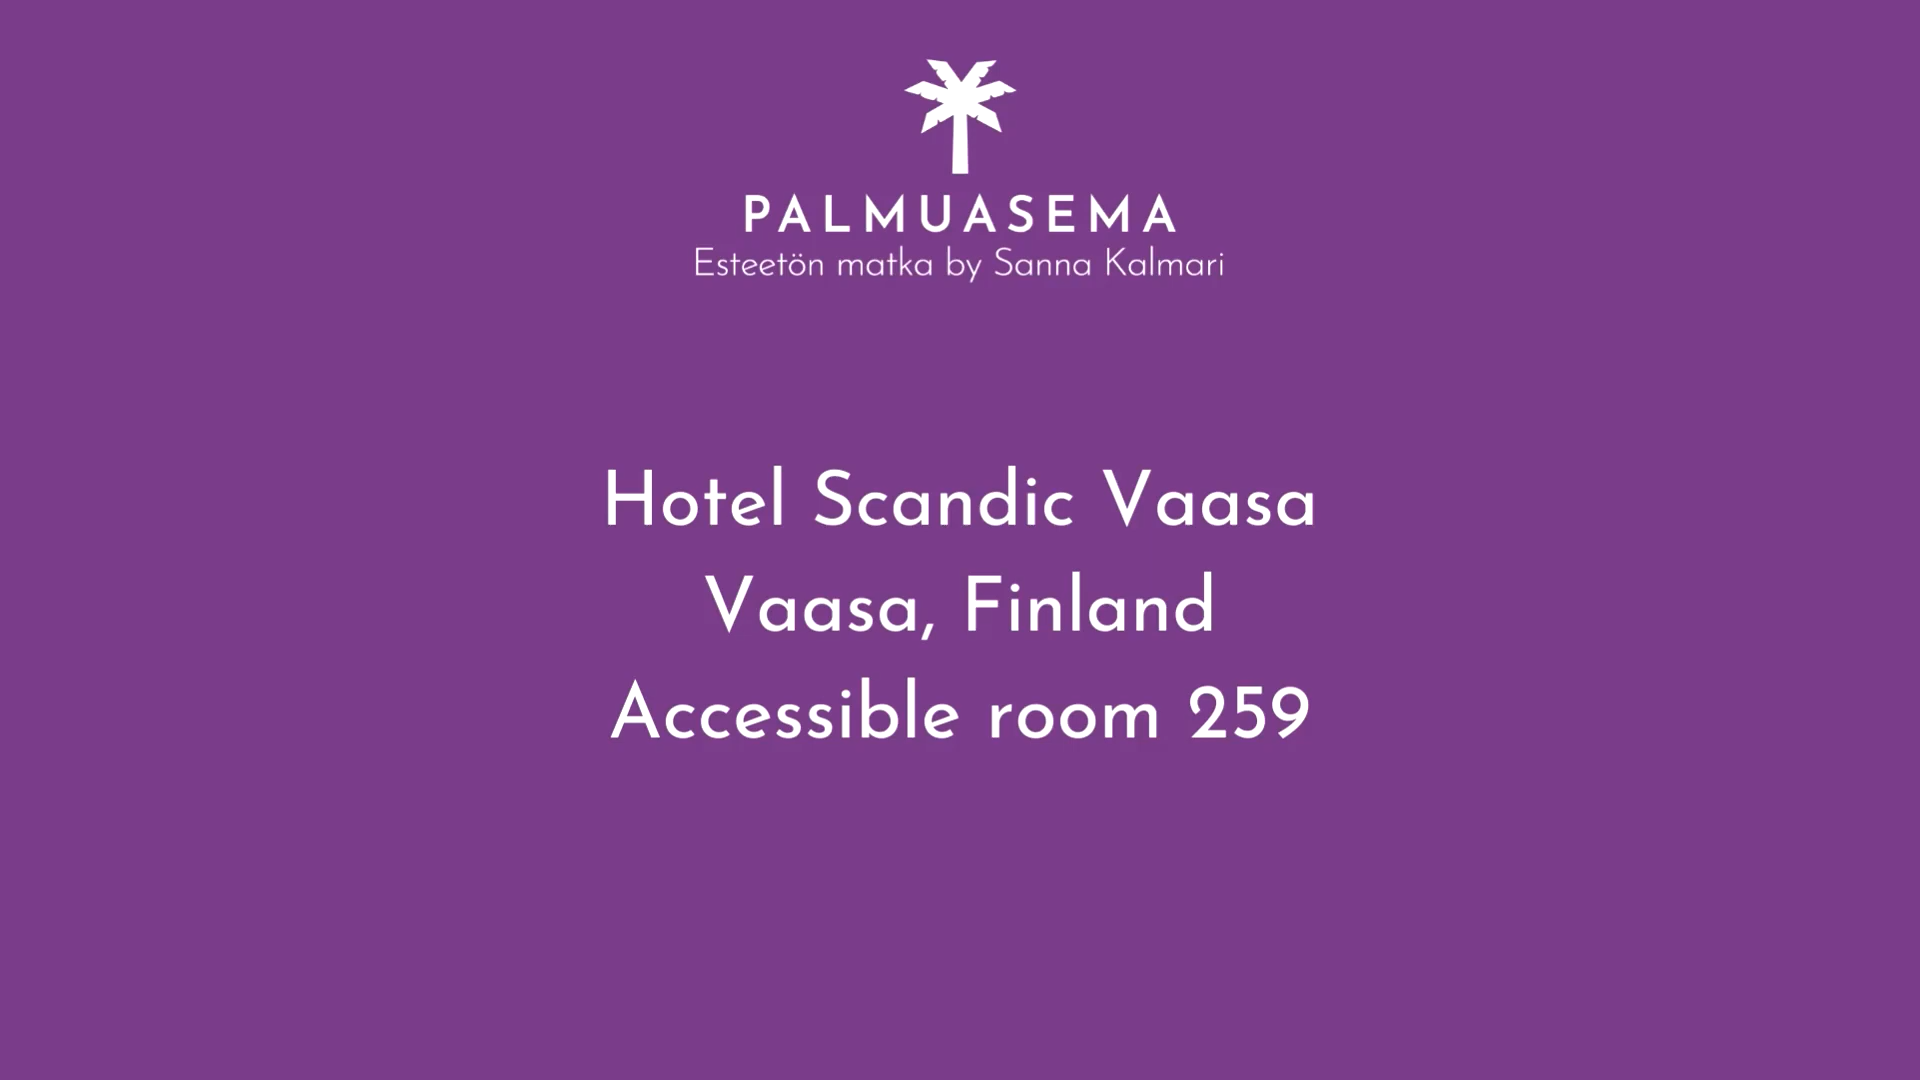 PALMUASEMA
Esteetön matka by Sanna Kalmari
Hotel Scandic Vaasa
Vaasa, Finland
Accessible room 259